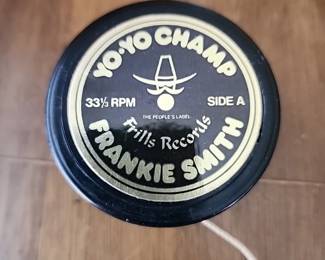 YO-YO CHAMP
33⅓ RPM SIDE A
THE PEOPLE'S LABEL
Frills Records
FRANKIE SMITH